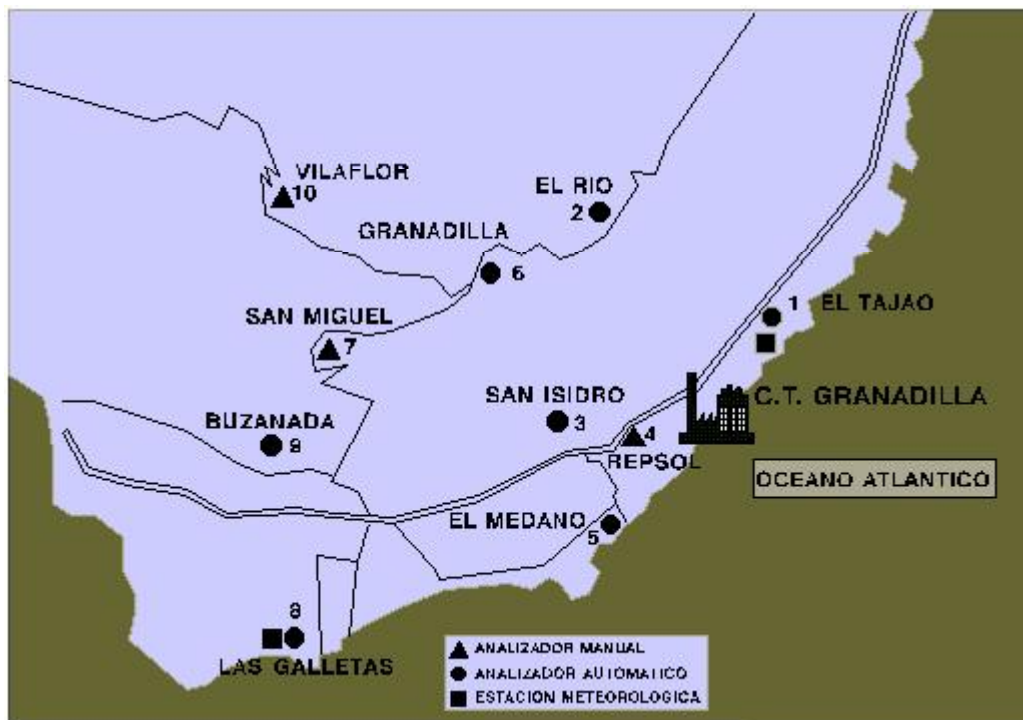 VILAFLOR
10
EL RIO
2
GRANADILLA
6
1 EL TAJAO
SAN MIGUEL
7
C.T. GRANADILLA
SAN ISIDRO
3
4
BUZANADA
9
REPSOL
OCEANO ATLANTICO
EL MEDANO
5
8
LAS GALLETAS
ANALIZADOR MANUAL
ANALIZADOR AUTOMATICO
ESTACION METEOROLOGICA